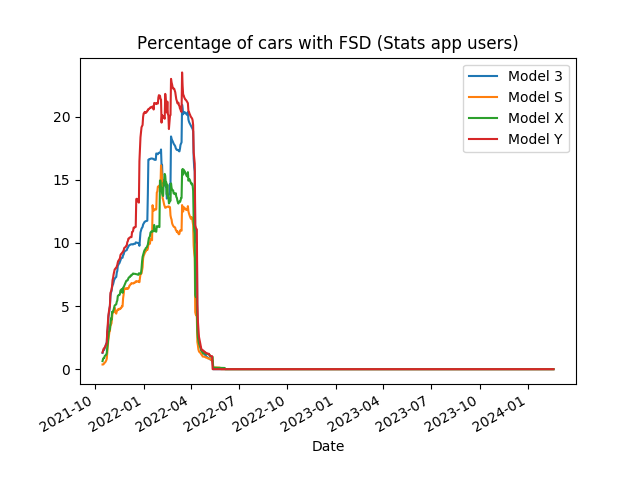 Percentage of cars with FSD (Stats app users)
Model 3
Model S
Model X
Model Y
20
15
10
5
0
2021-10
2022-01
2022-04
2022-07
2022-10
2023-01
2023-04
2023-07
2023-10
2024-01
Date